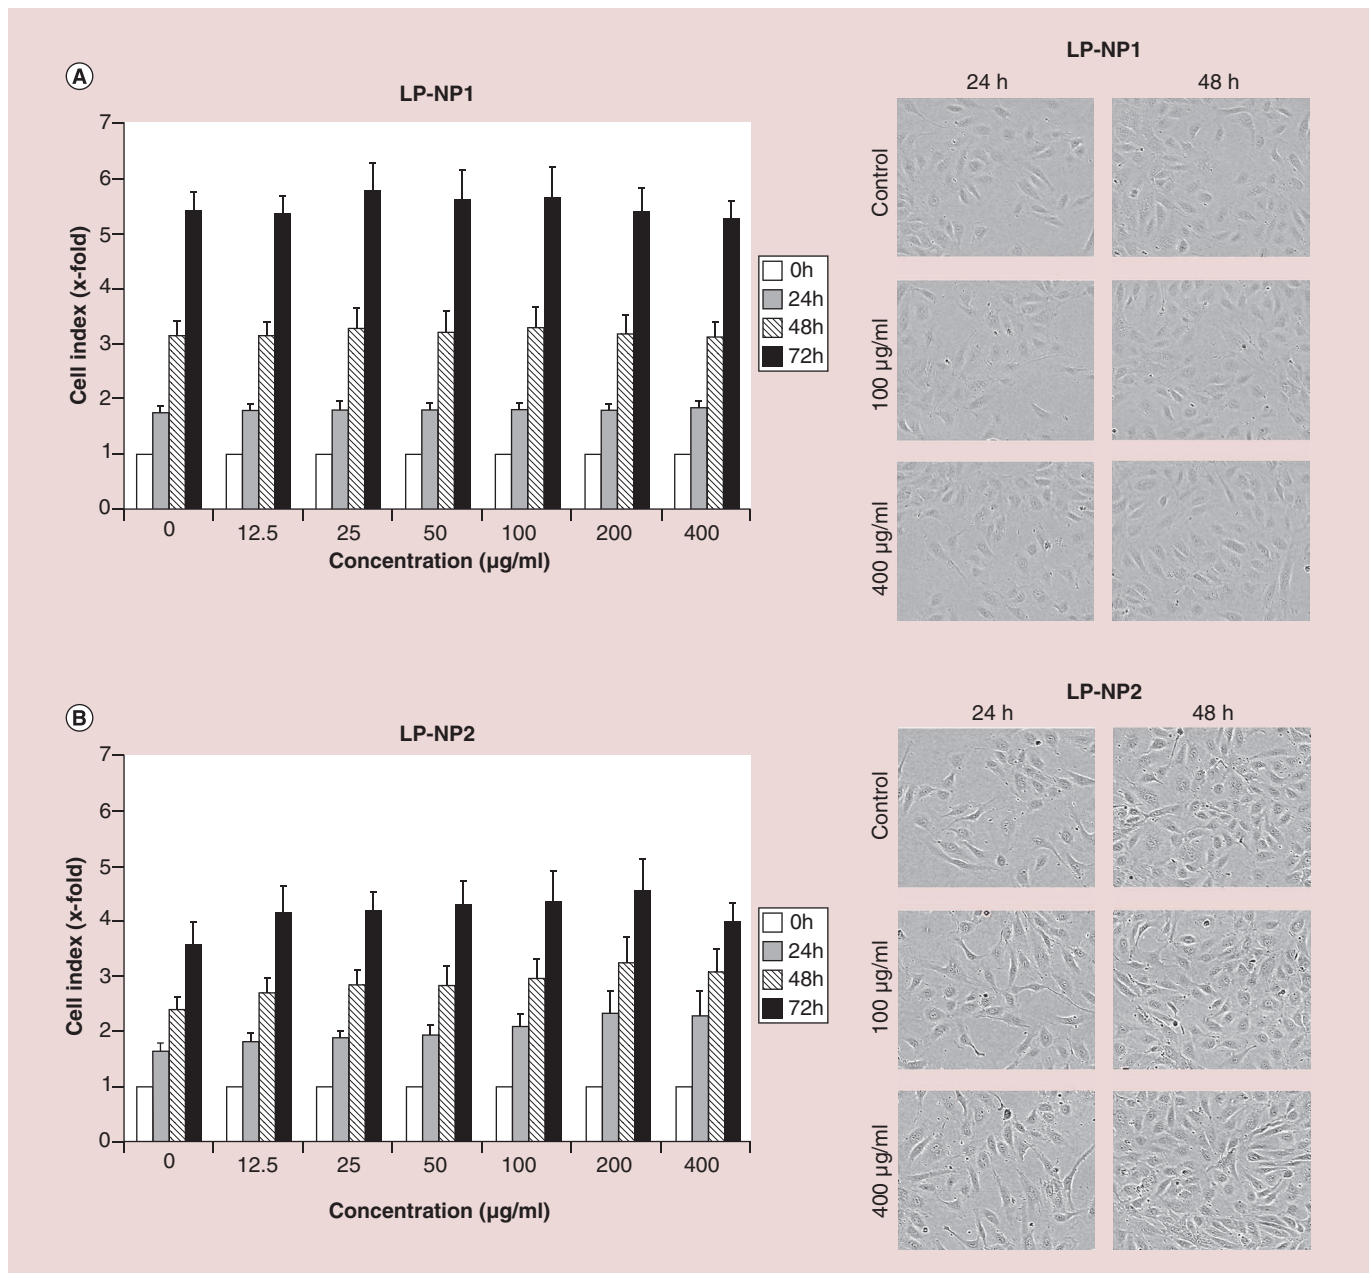 A
LP-NP1
7
6
5
4
3
2
1
0
Cell index (x-fold)
0 12.5 25 50 100 200 400
Concentration (µg/ml)
0h
24h
48h
72h
LP-NP1
24 h 48 h
Control
100 µg/ml
400 µg/ml
B
LP-NP2
7
6
5
4
3
2
1
0
Cell index (x-fold)
0 12.5 25 50 100 200 400
Concentration (µg/ml)
0h
24h
48h
72h
LP-NP2
24 h 48 h
Control
100 µg/ml
400 µg/ml